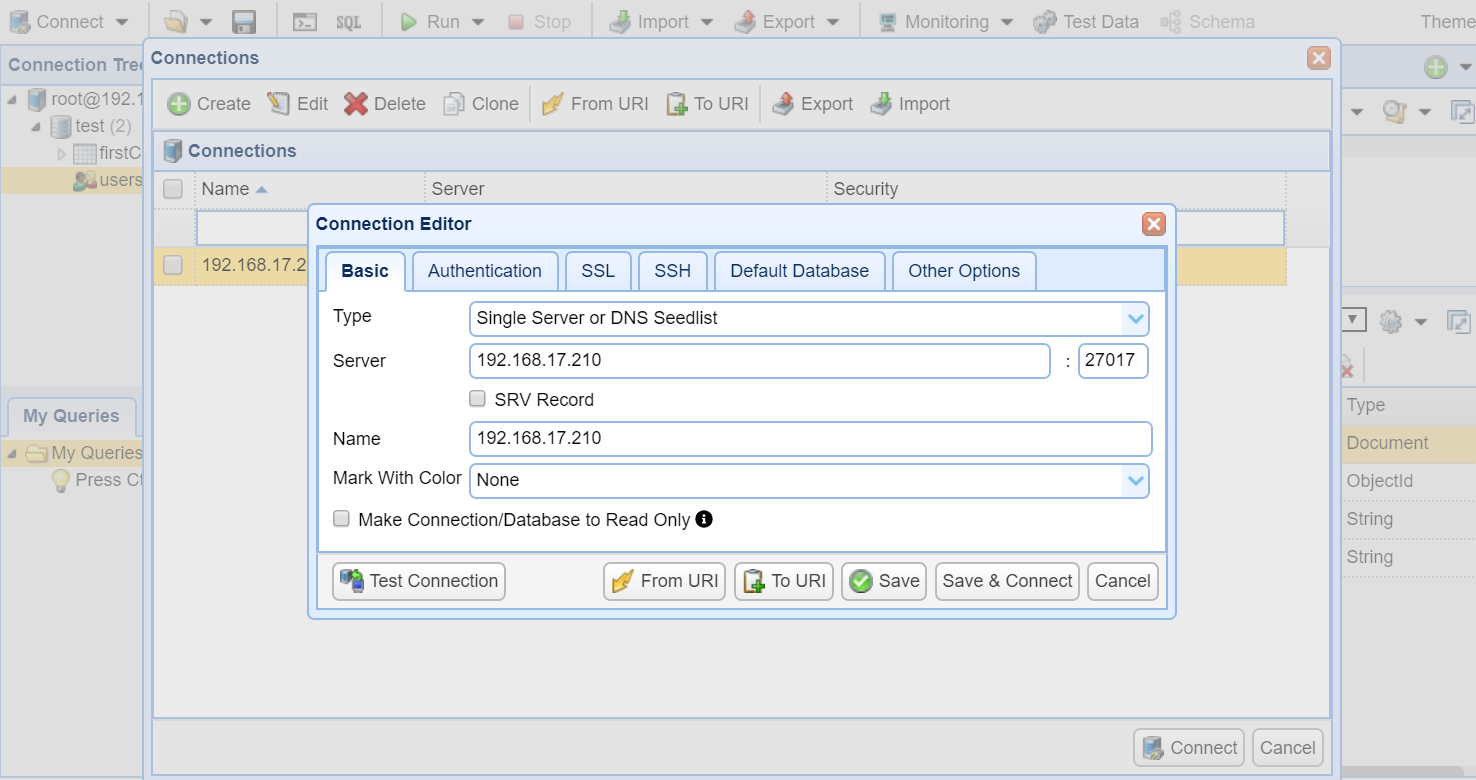 Connect SQL Run Stop Import Export Monitoring Test Data Schema Theme
Connection Tree
root@192.1
test (2)
firstC
users
My Queries
My Queries
Press Ct
Connections
Create Edit Delete Clone From URI To URI Export Import
Connections
Name Server Security
192.168.17.2
Connection Editor
Basic Authentication SSL SSH Default Database Other Options
Type Single Server or DNS Seedlist
Server 192.168.17.210 : 27017
SRV Record
Name 192.168.17.210
Mark With Color None
Make Connection/Database to Read Only
Test Connection From URI To URI Save Save & Connect Cancel
Connect Cancel
Type
Document
ObjectId
String
String